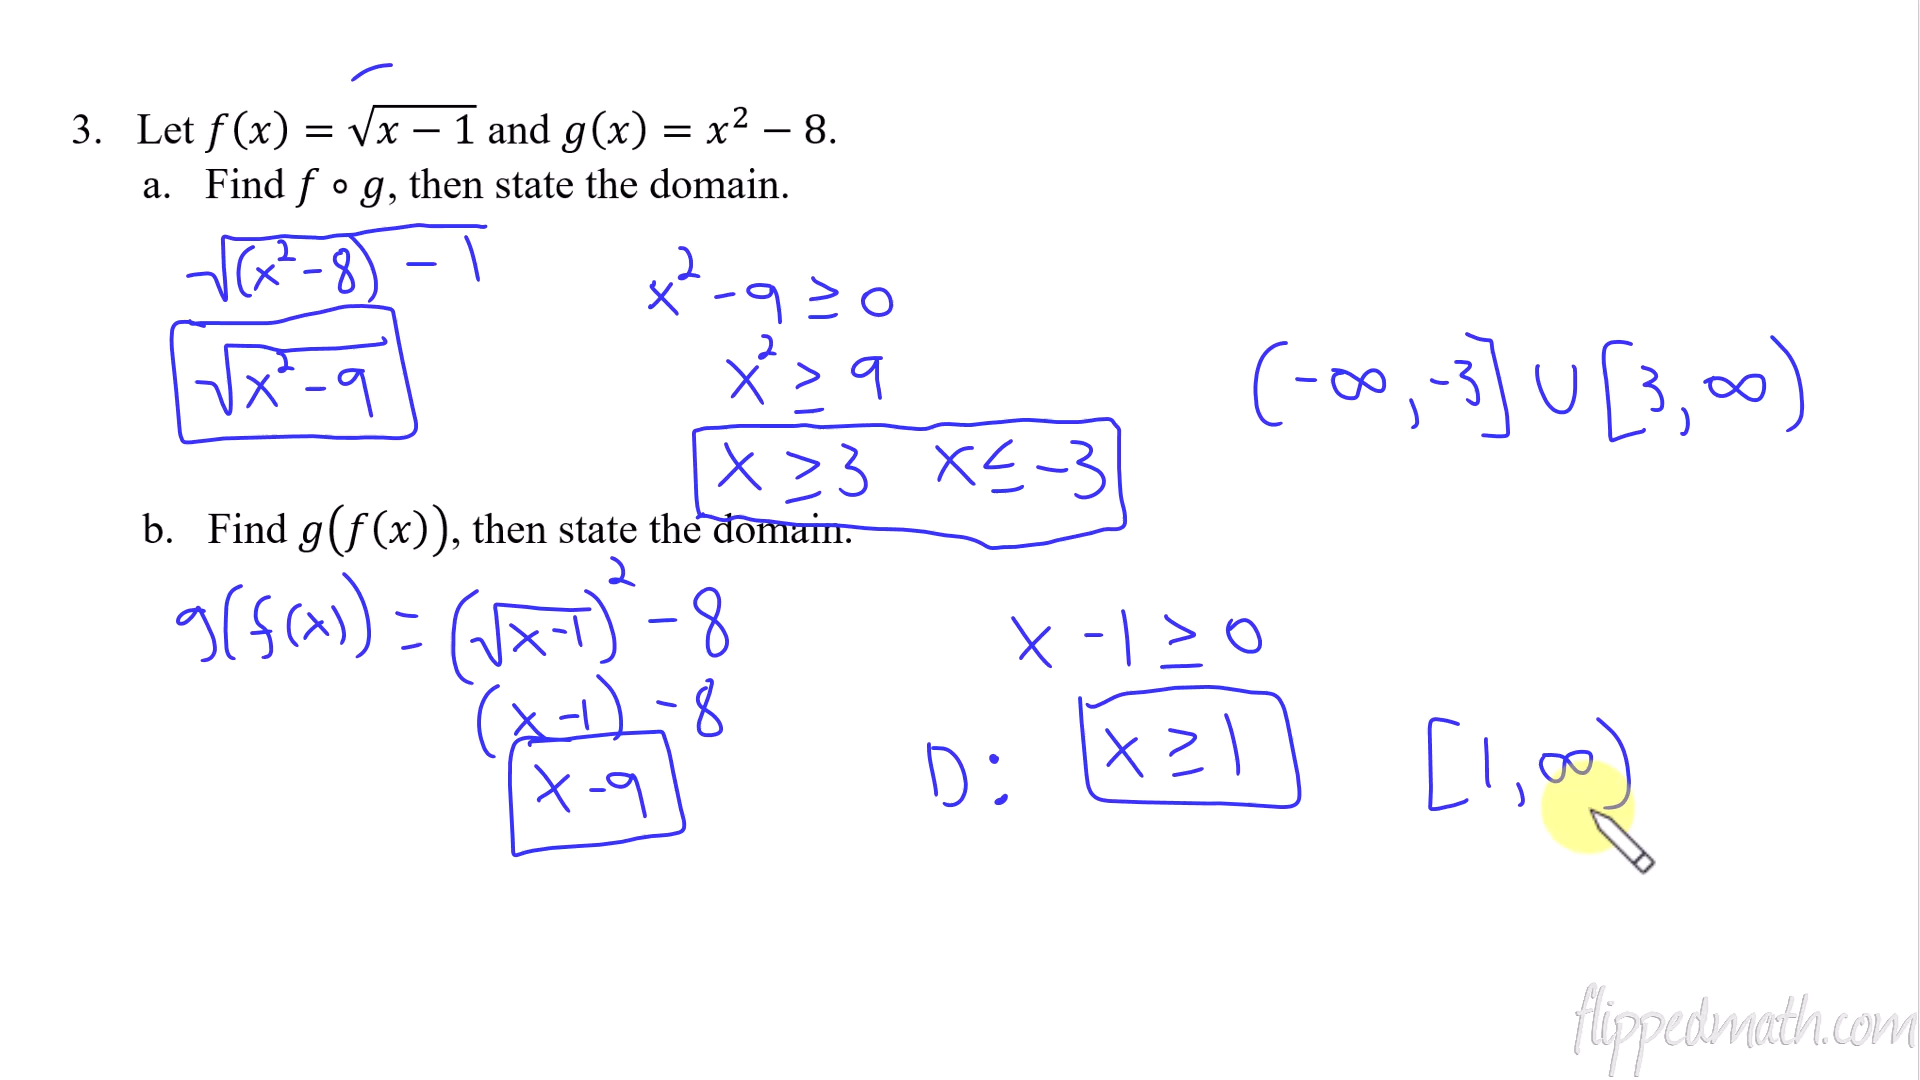 3. Let f(x) = √(x − 1) and g(x) = x² − 8.
a. Find f ∘ g, then state the domain.
√((x²-8) - 1)
√(x²-9)
x² - 9 ≥ 0
x² ≥ 9
x ≥ 3 x ≤ -3
(-∞, -3] ∪ [3, ∞)
b. Find g(f(x)), then state the domain.
g(f(x)) = (√(x-1))² - 8
(x-1) - 8
x-9
x - 1 ≥ 0
D: x ≥ 1
[1, ∞)
flippedmath.com